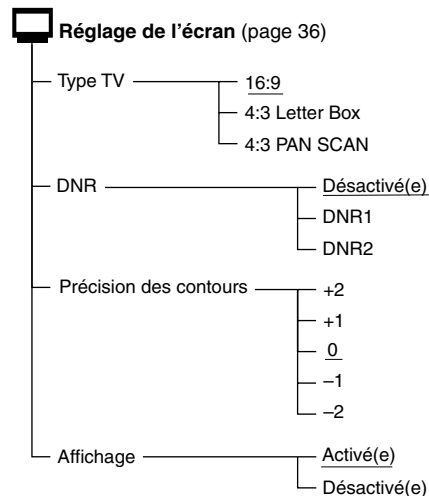 Réglage de l'écran (page 36)
Type TV
16:9
4:3 Letter Box
4:3 PAN SCAN
DNR
Désactivé(e)
DNR1
DNR2
Précision des contours
+2
+1
0
–1
–2
Affichage
Activé(e)
Désactivé(e)